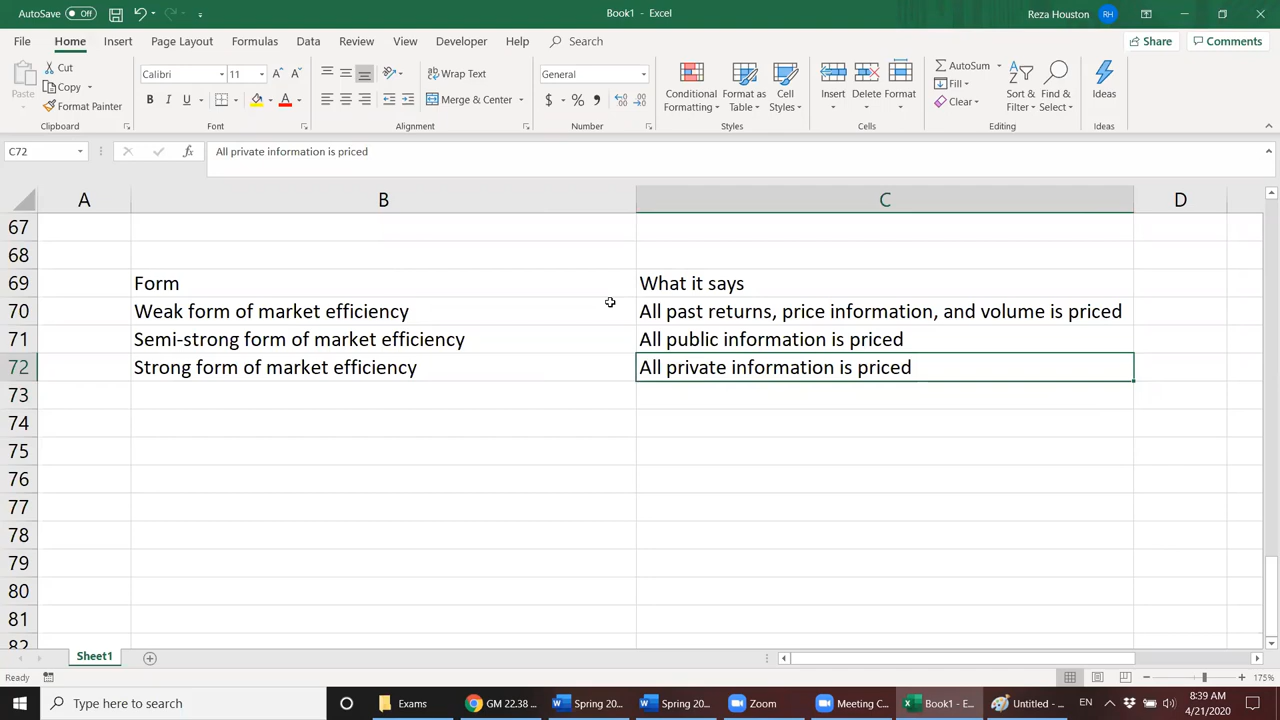 AutoSave Off
Book1 - Excel
Reza Houston RH
File Home Insert Page Layout Formulas Data Review View Developer Help Search Share Comments
Paste
Cut
Copy
Format Painter
Clipboard
Calibri 11
B I U
Font
Wrap Text
Merge & Center
Alignment
General
$ % ,
Number
Conditional Formatting
Format as Table
Cell Styles
Styles
Insert Delete Format
Cells
AutoSum
Fill
Clear
Sort & Filter
Find & Select
Editing
Ideas
Ideas
C72 fx All private information is priced
A B C D
67
68
69 Form What it says
70 Weak form of market efficiency All past returns, price information, and volume is priced
71 Semi-strong form of market efficiency All public information is priced
72 Strong form of market efficiency All private information is priced
73
74
75
76
77
78
79
80
81
82
Sheet1
Ready 175%
Type here to search Exams GM 22.38 ... Spring 20... Spring 20... Zoom Meeting C... Book1 - E... Untitled - ... EN 8:39 AM
4/21/2020